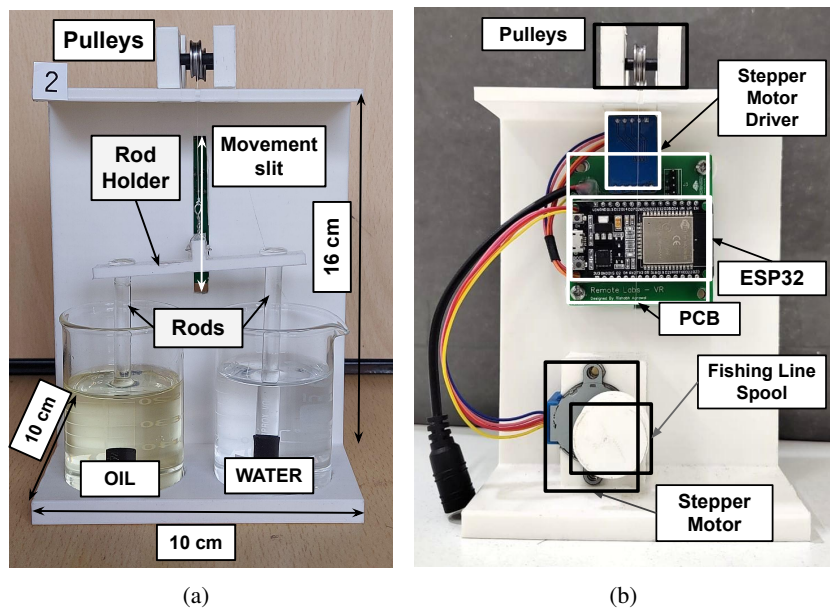 Pulleys
2
Rod
Holder
Movement
slit
16 cm
Rods
10 cm
OIL
WATER
10 cm
(a)
Pulleys
Stepper
Motor
Driver
ESP32
Remote Labs - VR
PCB
Fishing Line
Spool
Stepper
Motor
(b)